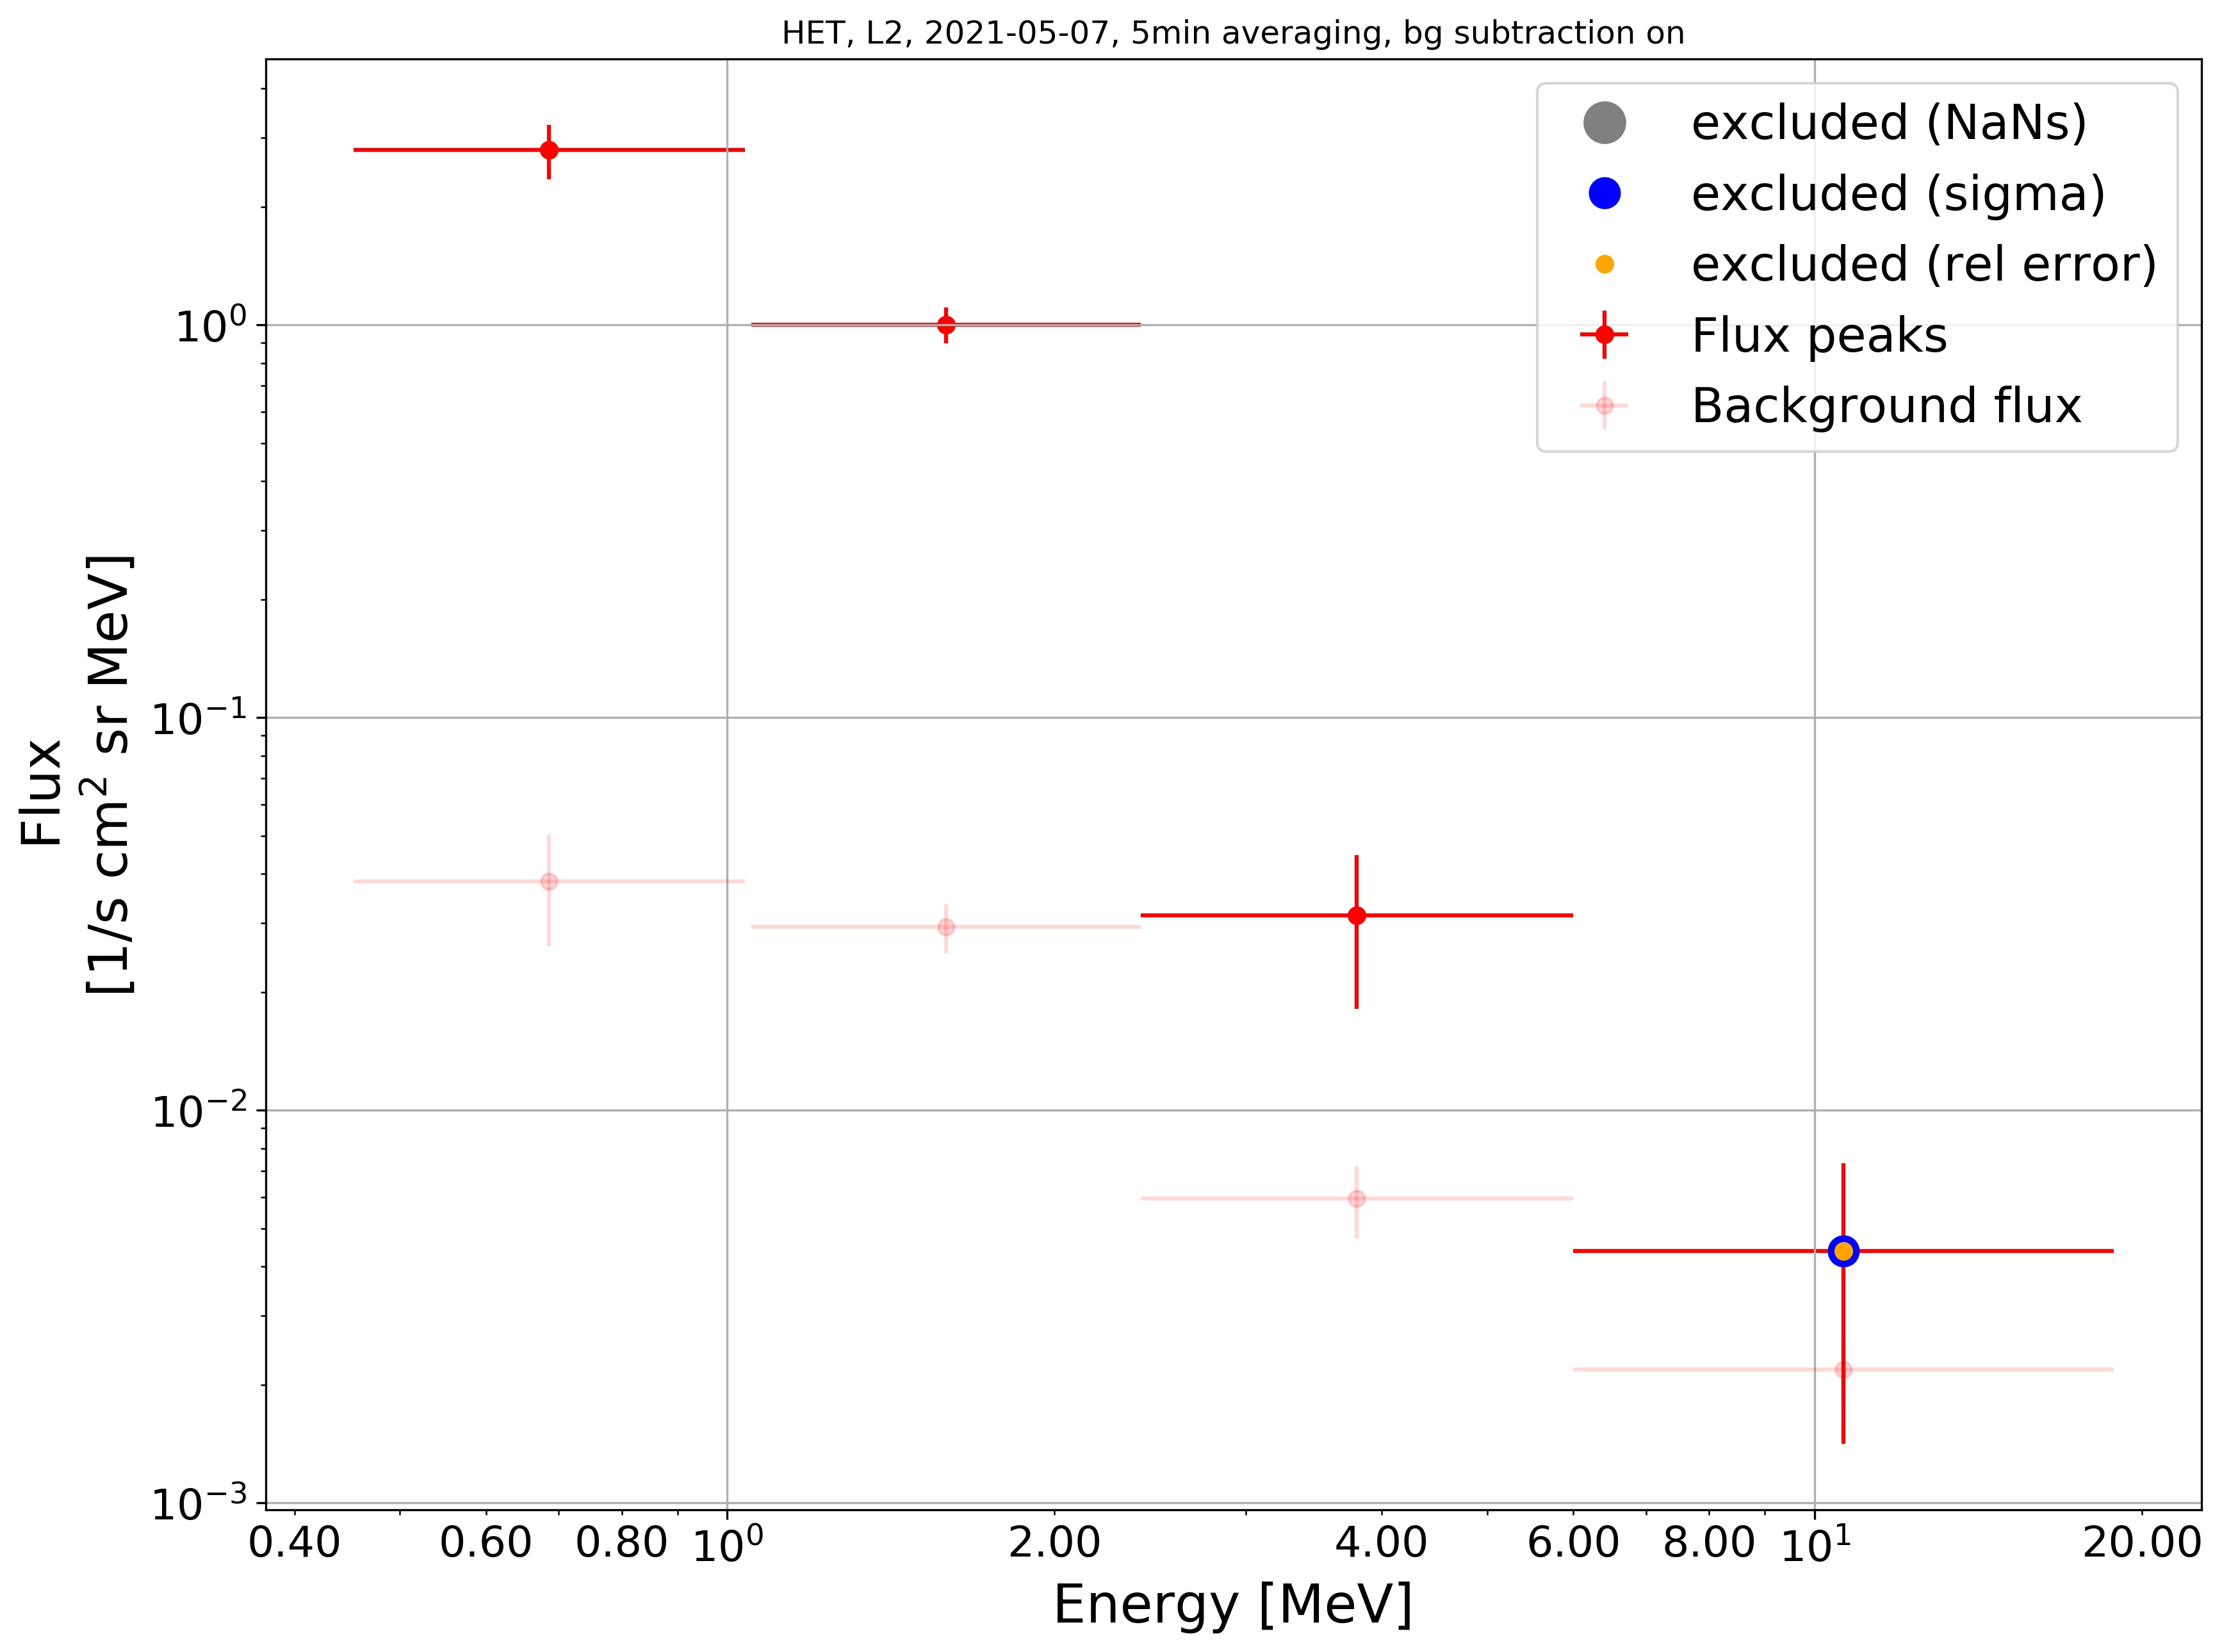 HET, L2, 2021-05-07, 5min averaging, bg subtraction on
excluded (NaNs)
excluded (sigma)
excluded (rel error)
Flux peaks
Background flux
Flux
[1/s cm² sr MeV]
10⁰
10⁻¹
10⁻²
10⁻³
0.40 0.60 0.80 10⁰ 2.00 4.00 6.00 8.00 10¹ 20.00
Energy [MeV]